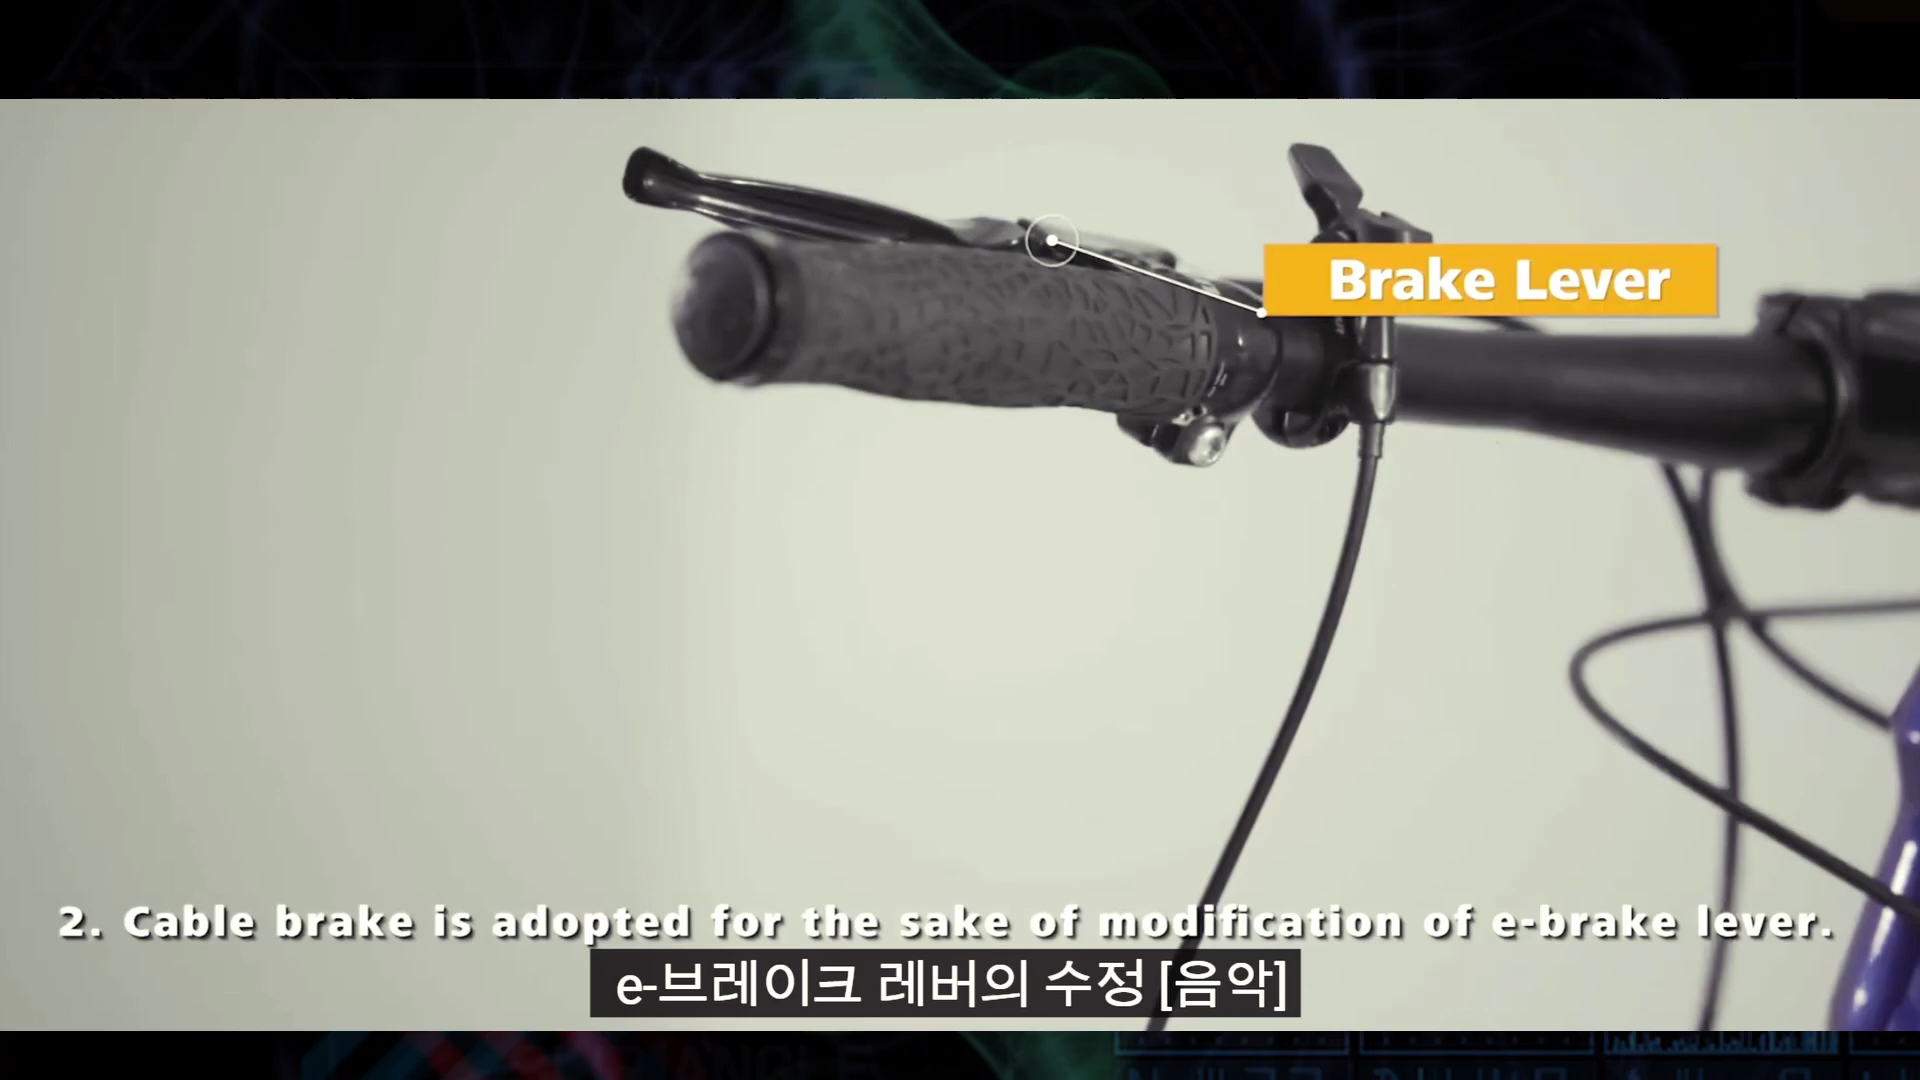 Brake Lever
2. Cable brake is adopted for the sake of modification of e-brake lever.
e-브레이크 레버의 수정 [음악]